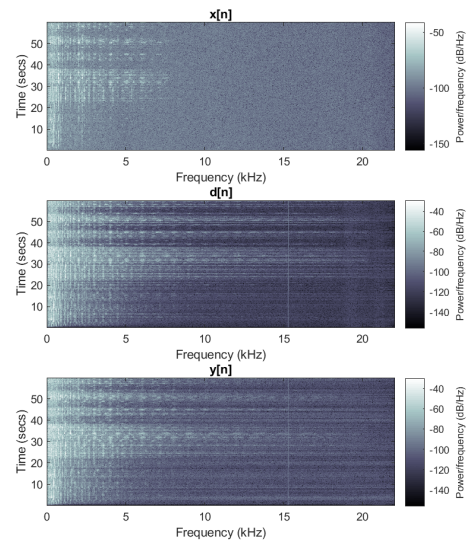 x[n]
50
40
30
20
10
Time (secs)
0 5 10 15 20
Frequency (kHz)
-50
-100
-150
Power/frequency (dB/Hz)
d[n]
50
40
30
20
10
Time (secs)
0 5 10 15 20
Frequency (kHz)
-40
-60
-80
-100
-120
-140
Power/frequency (dB/Hz)
y[n]
50
40
30
20
10
Time (secs)
0 5 10 15 20
Frequency (kHz)
-40
-60
-80
-100
-120
-140
Power/frequency (dB/Hz)